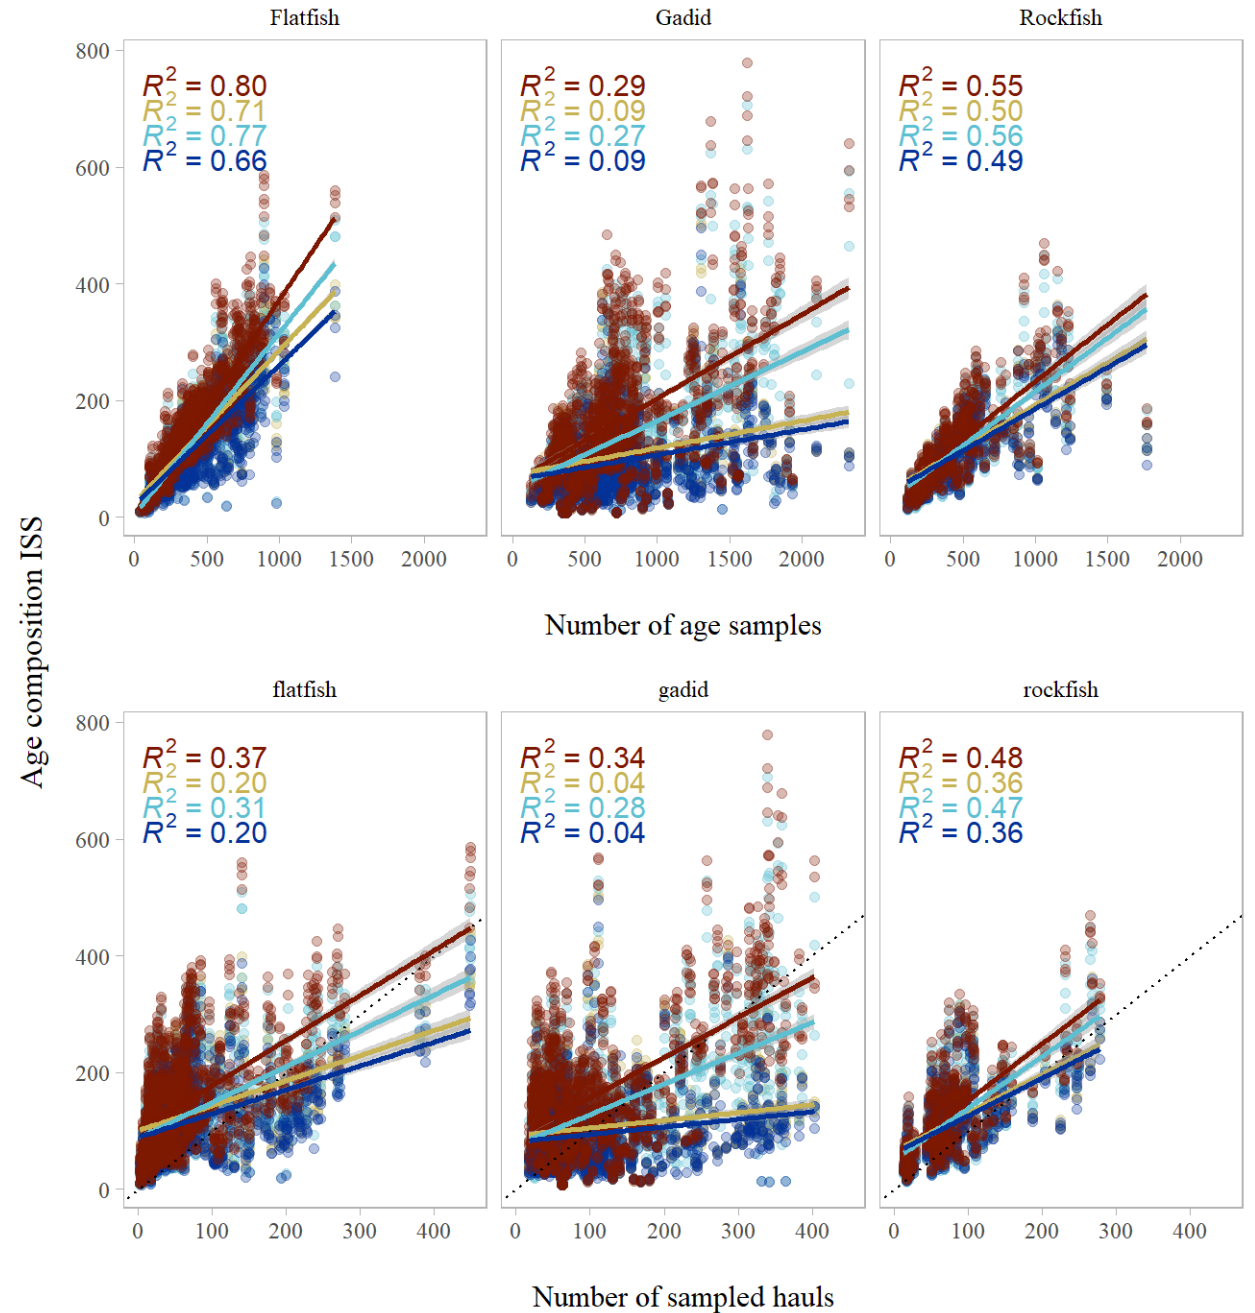 Flatfish Gadid Rockfish
R² = 0.80 R² = 0.29 R² = 0.55
R² = 0.71 R² = 0.09 R² = 0.50
R² = 0.77 R² = 0.27 R² = 0.56
R² = 0.66 R² = 0.09 R² = 0.49
800
600
400
200
0
0 500 1000 1500 2000 0 500 1000 1500 2000 0 500 1000 1500 2000
Number of age samples
Age composition ISS
flatfish gadid rockfish
R² = 0.37 R² = 0.34 R² = 0.48
R² = 0.20 R² = 0.04 R² = 0.36
R² = 0.31 R² = 0.28 R² = 0.47
R² = 0.20 R² = 0.04 R² = 0.36
800
600
400
200
0
0 100 200 300 400 0 100 200 300 400 0 100 200 300 400
Number of sampled hauls